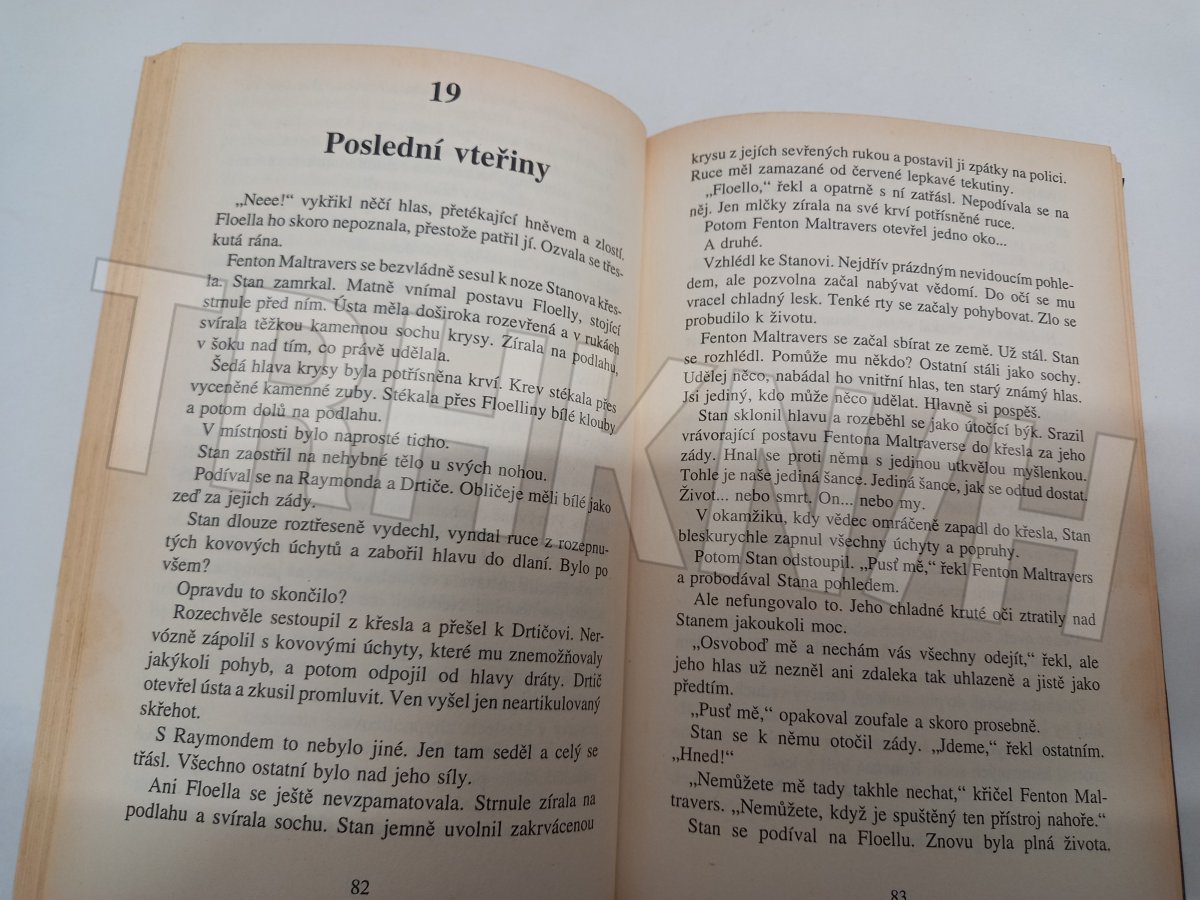 19
Poslední vteřiny
„Neee!“ vykřikl něčí hlas, přetékající hněvem a zlostí.
Floella ho skoro nepoznala, přestože patřil jí. Ozvala se třes-
kutá rána.
Fenton Maltravers se bezvládně sesul k noze Stanova křes-
la. Stan zamrkal. Matně vnímal postavu Floelly, stojící
strnule před ním. Ústa měla doširoka rozevřená a v rukách
svírala těžkou kamennou sochu krysy. Zírala na podlahu,
v šoku nad tím, co právě udělala.
Šedá hlava krysy byla potřísněna krví. Krev stékala přes
vyceněné kamenné zuby. Stékala přes Floelliny bílé klouby
a potom dolů na podlahu.
V místnosti bylo naprosté ticho.
Stan zaostřil na nehybné tělo u svých nohou.
Podíval se na Raymonda a Drtiče. Obličeje měli bílé jako
zeď za jejich zády.
Stan dlouze roztřeseně vydechl, vyndal ruce z rozepnu-
tých kovových úchytů a zabořil hlavu do dlaní. Bylo po
všem?
Opravdu to skončilo?
Rozechvěle sestoupil z křesla a přešel k Drtičovi. Ner-
vózně zápolil s kovovými úchyty, které mu znemožňovaly
jakýkoli pohyb, a potom odpojil od hlavy dráty. Drtič
otevřel ústa a zkusil promluvit. Ven vyšel jen neartikulovaný
skřehot.
S Raymondem to nebylo jiné. Jen tam seděl a celý se
třásl. Všechno ostatní bylo nad jeho síly.
Ani Floella se ještě nevzpamatovala. Strnule zírala na
podlahu a svírala sochu. Stan jemně uvolnil zakrvácenou
82
krysu z jejích sevřených rukou a postavil ji zpátky na polici.
Ruce měl zamazané od červené lepkavé tekutiny.
„Floello,“ řekl a opatrně s ní zatřásl. Nepodívala se na
něj. Jen mlčky zírala na své krví potřísněné ruce.
Potom Fenton Maltravers otevřel jedno oko...
A druhé.
Vzhlédl ke Stanovi. Nejdřív prázdným nevidoucím pohle-
dem, ale pozvolna začal nabývat vědomí. Do očí se mu
vracel chladný lesk. Tenké rty se začaly pohybovat. Zlo se
probudilo k životu.
Fenton Maltravers se začal sbírat ze země. Už stál. Stan
se rozhlédl. Pomůže mu někdo? Ostatní stáli jako sochy.
Udělej něco, nabádal ho vnitřní hlas, ten starý známý hlas.
Jsi jediný, kdo může něco udělat. Hlavně si pospěš.
Stan sklonil hlavu a rozeběhl se jako útočící býk. Srazil
vrávorající postavu Fentona Maltraverse do křesla za jeho
zády. Hnal se proti němu s jedinou utkvělou myšlenkou.
Tohle je naše jediná šance. Jediná šance, jak se odtud dostat.
Život... nebo smrt. On... nebo my.
V okamžiku, kdy vědec omráčeně zapadl do křesla, Stan
bleskurychle zapnul všechny úchyty a popruhy.
Potom Stan odstoupil. „Pusť mě,“ řekl Fenton Maltravers
a probodával Stana pohledem.
Ale nefungovalo to. Jeho chladné kruté oči ztratily nad
Stanem jakoukoli moc.
„Osvoboď mě a nechám vás všechny odejít,“ řekl, ale
jeho hlas už nezněl ani zdaleka tak uhlazeně a jistě jako
předtím.
„Pusť mě,“ opakoval zoufale a skoro prosebně.
Stan se k němu otočil zády. „Jdeme,“ řekl ostatním.
„Hned!“
„Nemůžete mě tady takhle nechat,“ křičel Fenton Mal-
travers. „Nemůžete, když je spuštěný ten přístroj nahoře.“
Stan se podíval na Floellu. Znovu byla plná života.
83
TRHKNIH